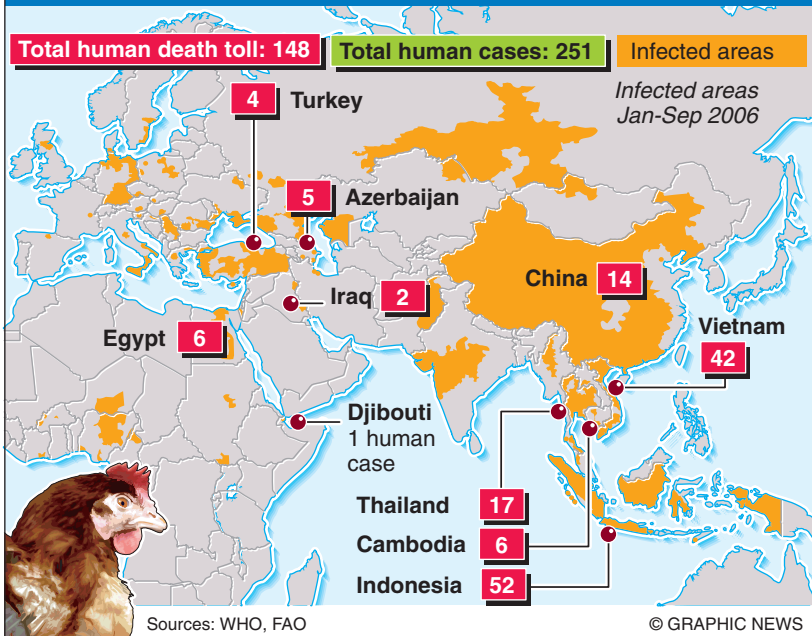 Total human death toll: 148
Total human cases: 251
Infected areas
Infected areas
Jan-Sep 2006
4 Turkey
5 Azerbaijan
Iraq 2
China 14
Egypt 6
Vietnam
42
Djibouti
1 human
case
Thailand 17
Cambodia 6
Indonesia 52
Sources: WHO, FAO
© GRAPHIC NEWS